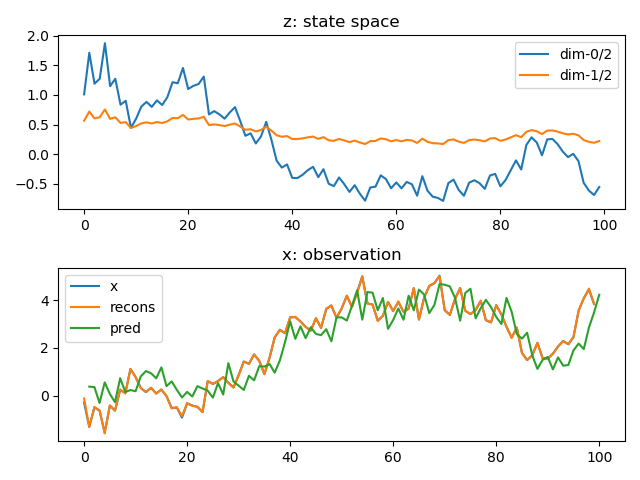 z: state space
2.0
1.5
1.0
0.5
0.0
−0.5
dim-0/2
dim-1/2
0 20 40 60 80 100
x: observation
4
2
0
x
recons
pred
0 20 40 60 80 100